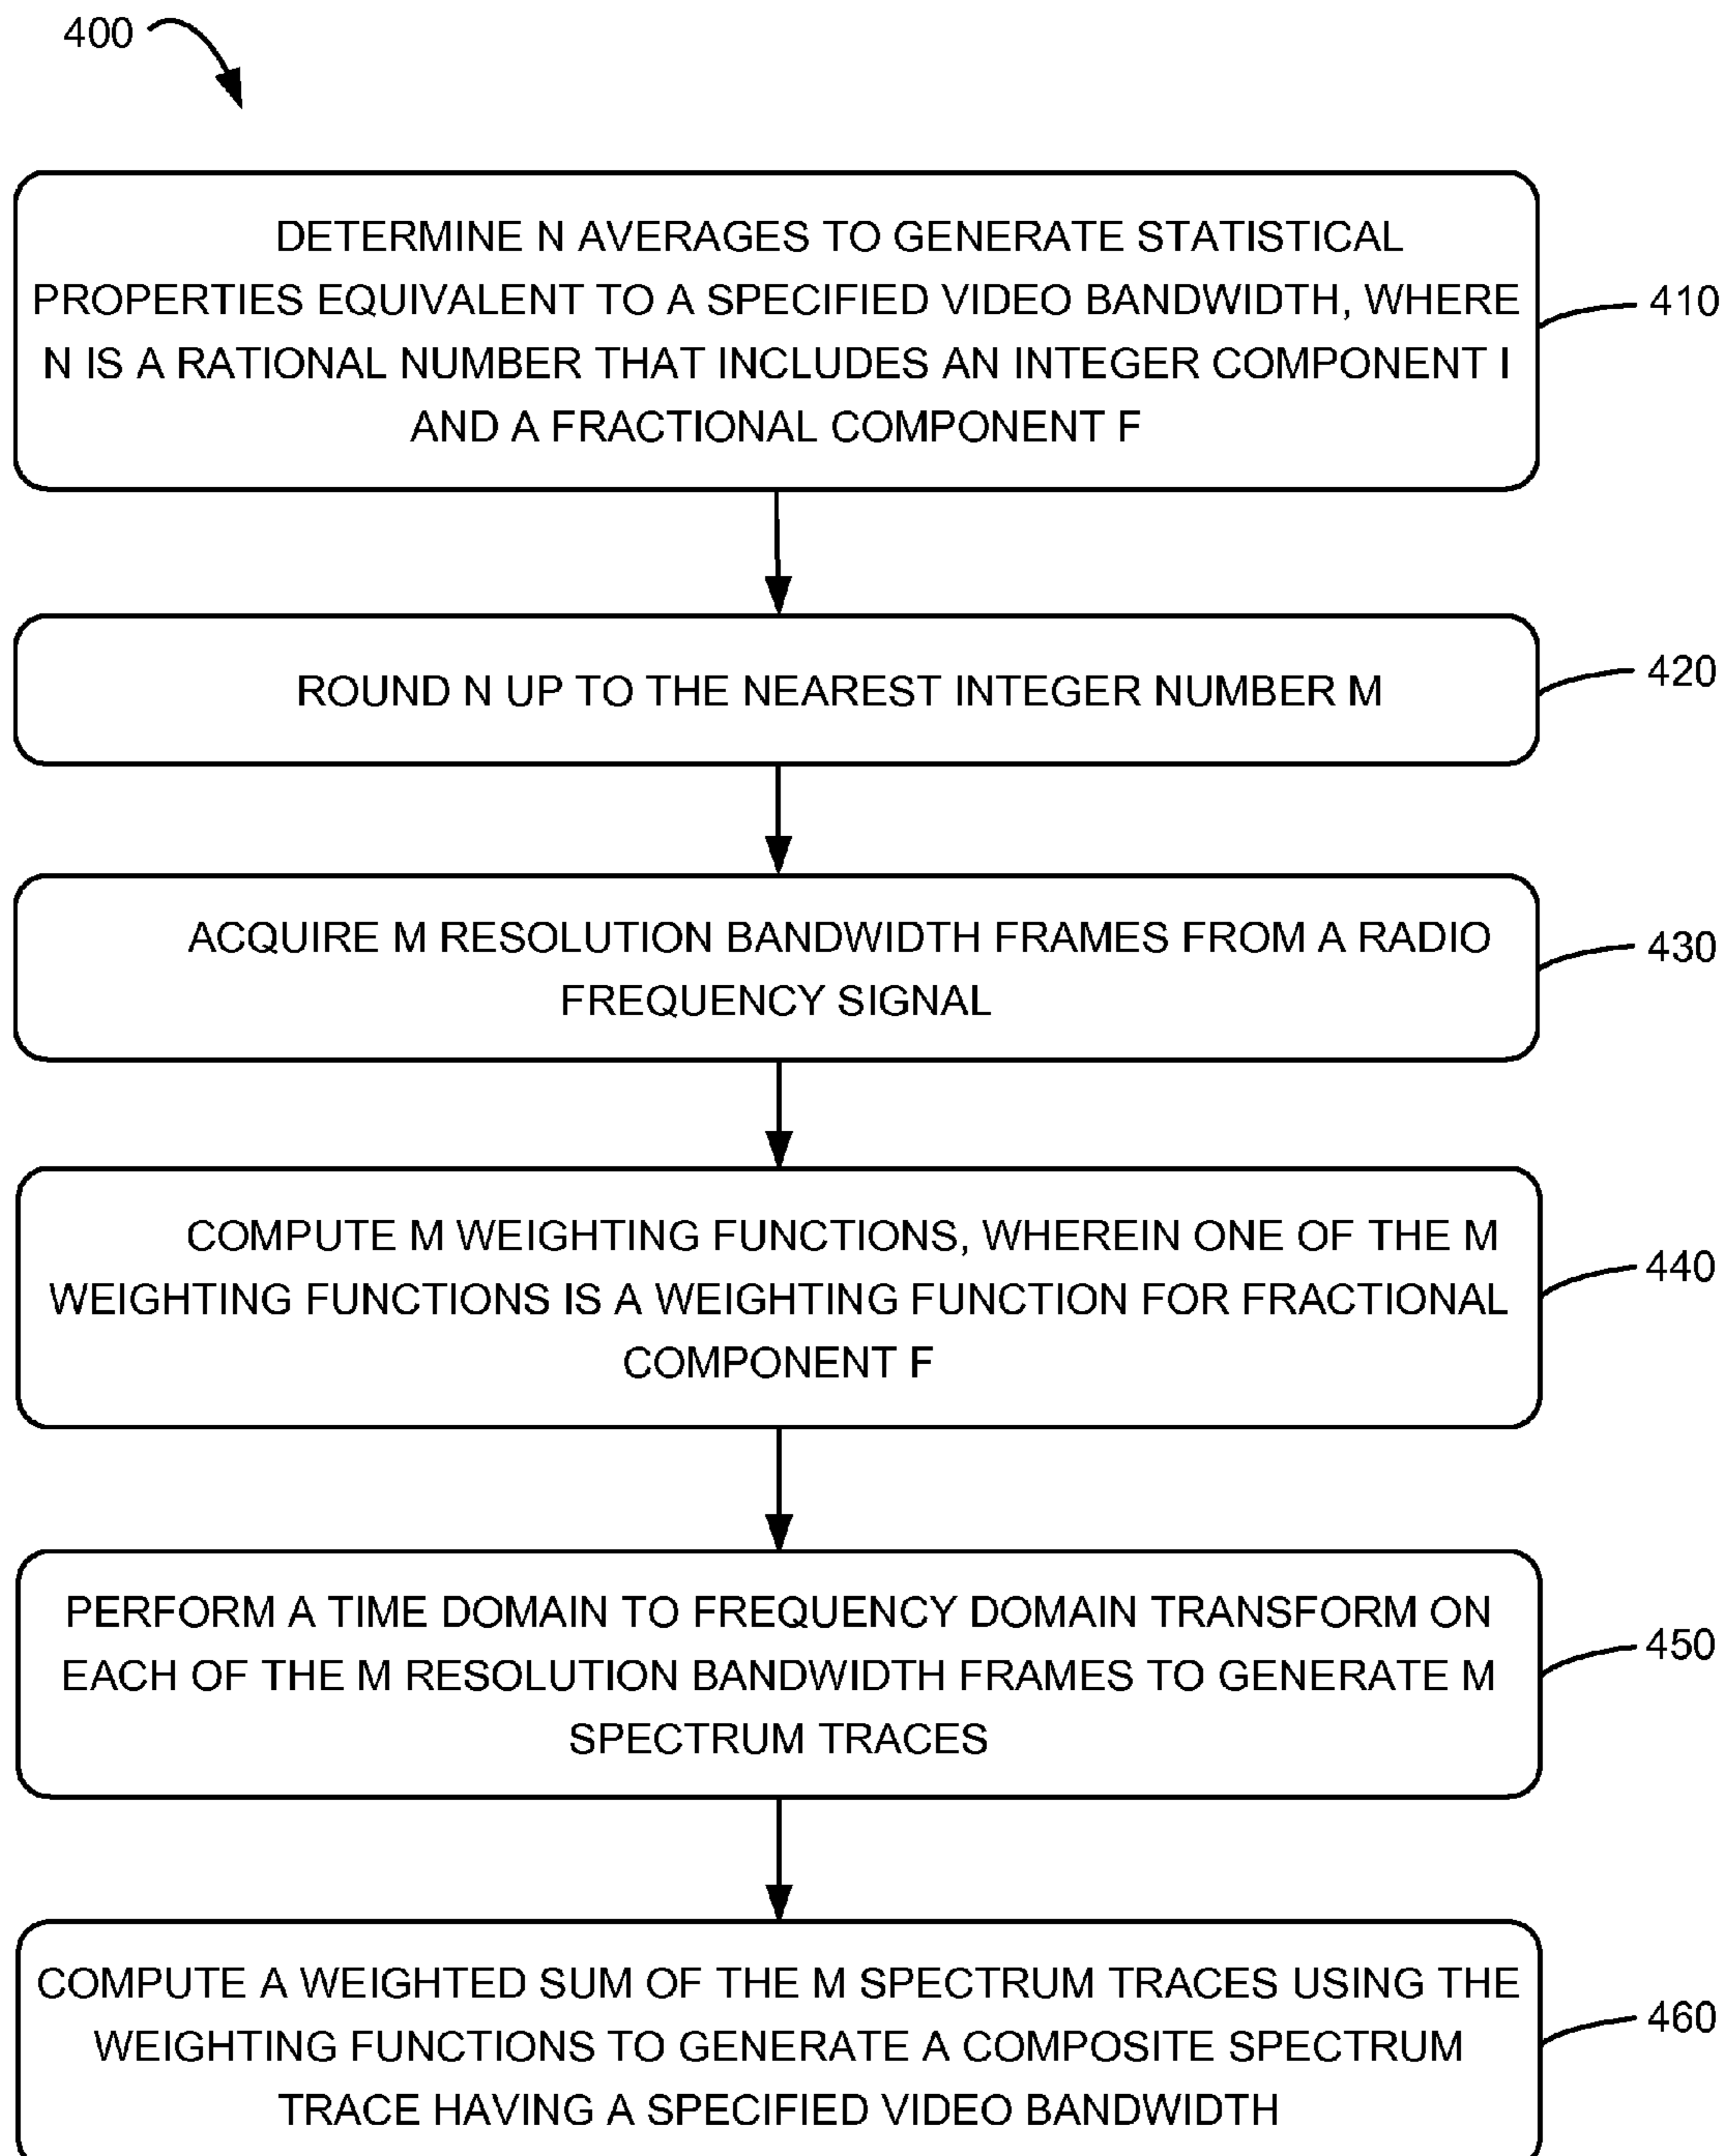 400
DETERMINE N AVERAGES TO GENERATE STATISTICAL
PROPERTIES EQUIVALENT TO A SPECIFIED VIDEO BANDWIDTH, WHERE
N IS A RATIONAL NUMBER THAT INCLUDES AN INTEGER COMPONENT I
AND A FRACTIONAL COMPONENT F
410
ROUND N UP TO THE NEAREST INTEGER NUMBER M
420
ACQUIRE M RESOLUTION BANDWIDTH FRAMES FROM A RADIO
FREQUENCY SIGNAL
430
COMPUTE M WEIGHTING FUNCTIONS, WHEREIN ONE OF THE M
WEIGHTING FUNCTIONS IS A WEIGHTING FUNCTION FOR FRACTIONAL
COMPONENT F
440
PERFORM A TIME DOMAIN TO FREQUENCY DOMAIN TRANSFORM ON
EACH OF THE M RESOLUTION BANDWIDTH FRAMES TO GENERATE M
SPECTRUM TRACES
450
COMPUTE A WEIGHTED SUM OF THE M SPECTRUM TRACES USING THE
WEIGHTING FUNCTIONS TO GENERATE A COMPOSITE SPECTRUM
TRACE HAVING A SPECIFIED VIDEO BANDWIDTH
460